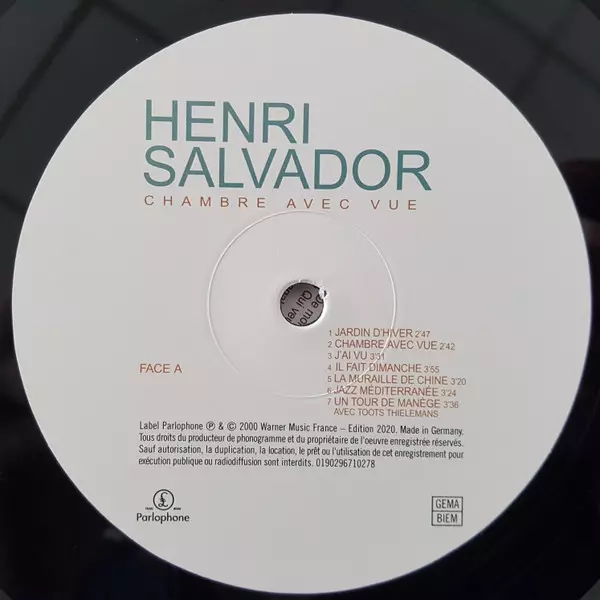 HENRI
SALVADOR
CHAMBRE AVEC VUE
1 JARDIN D'HIVER 2'47
2 CHAMBRE AVEC VUE 2'42
3 J'AI VU 3'31
4 IL FAIT DIMANCHE 3'55
5 LA MURAILLE DE CHINE 3'20
6 JAZZ MÉDITERRANÉE 3'24
7 UN TOUR DE MANÈGE 3'36
AVEC TOOTS THIELEMANS
FACE A
Label Parlophone ℗ & © 2000 Warner Music France – Edition 2020. Made in Germany.
Tous droits du producteur de phonogramme et du propriétaire de l'oeuvre enregistrée réservés.
Sauf autorisation, la duplication, la location, le prêt ou l'utilisation de cet enregistrement pour
exécution publique ou radiodiffusion sont interdits. 0190296710278
Parlophone
GEMA
BIEM